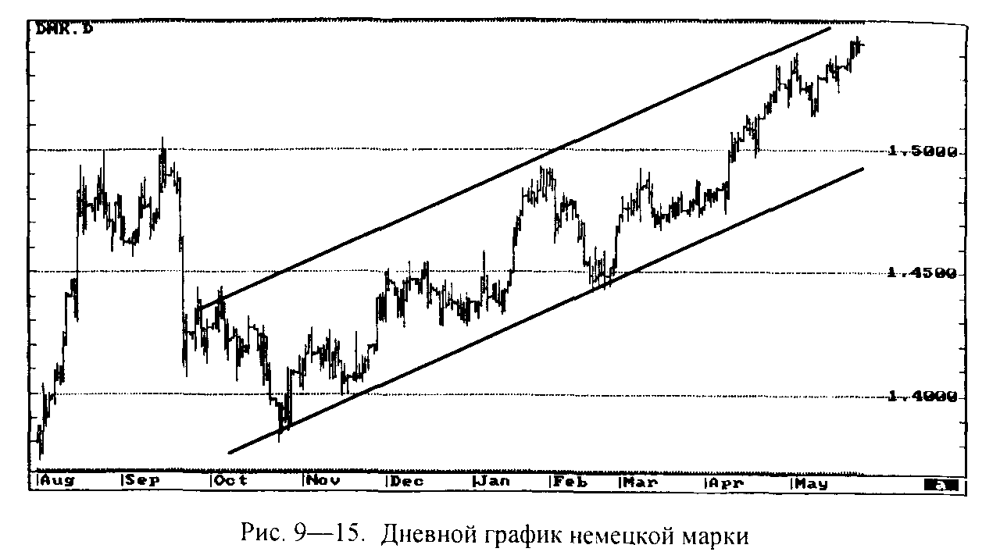 DMK.D
1.5000
1.4500
1.4000
|Aug |Sep |Oct |Nov |Dec |Jan |Feb |Mar |Apr |May a
Рис. 9—15. Дневной график немецкой марки